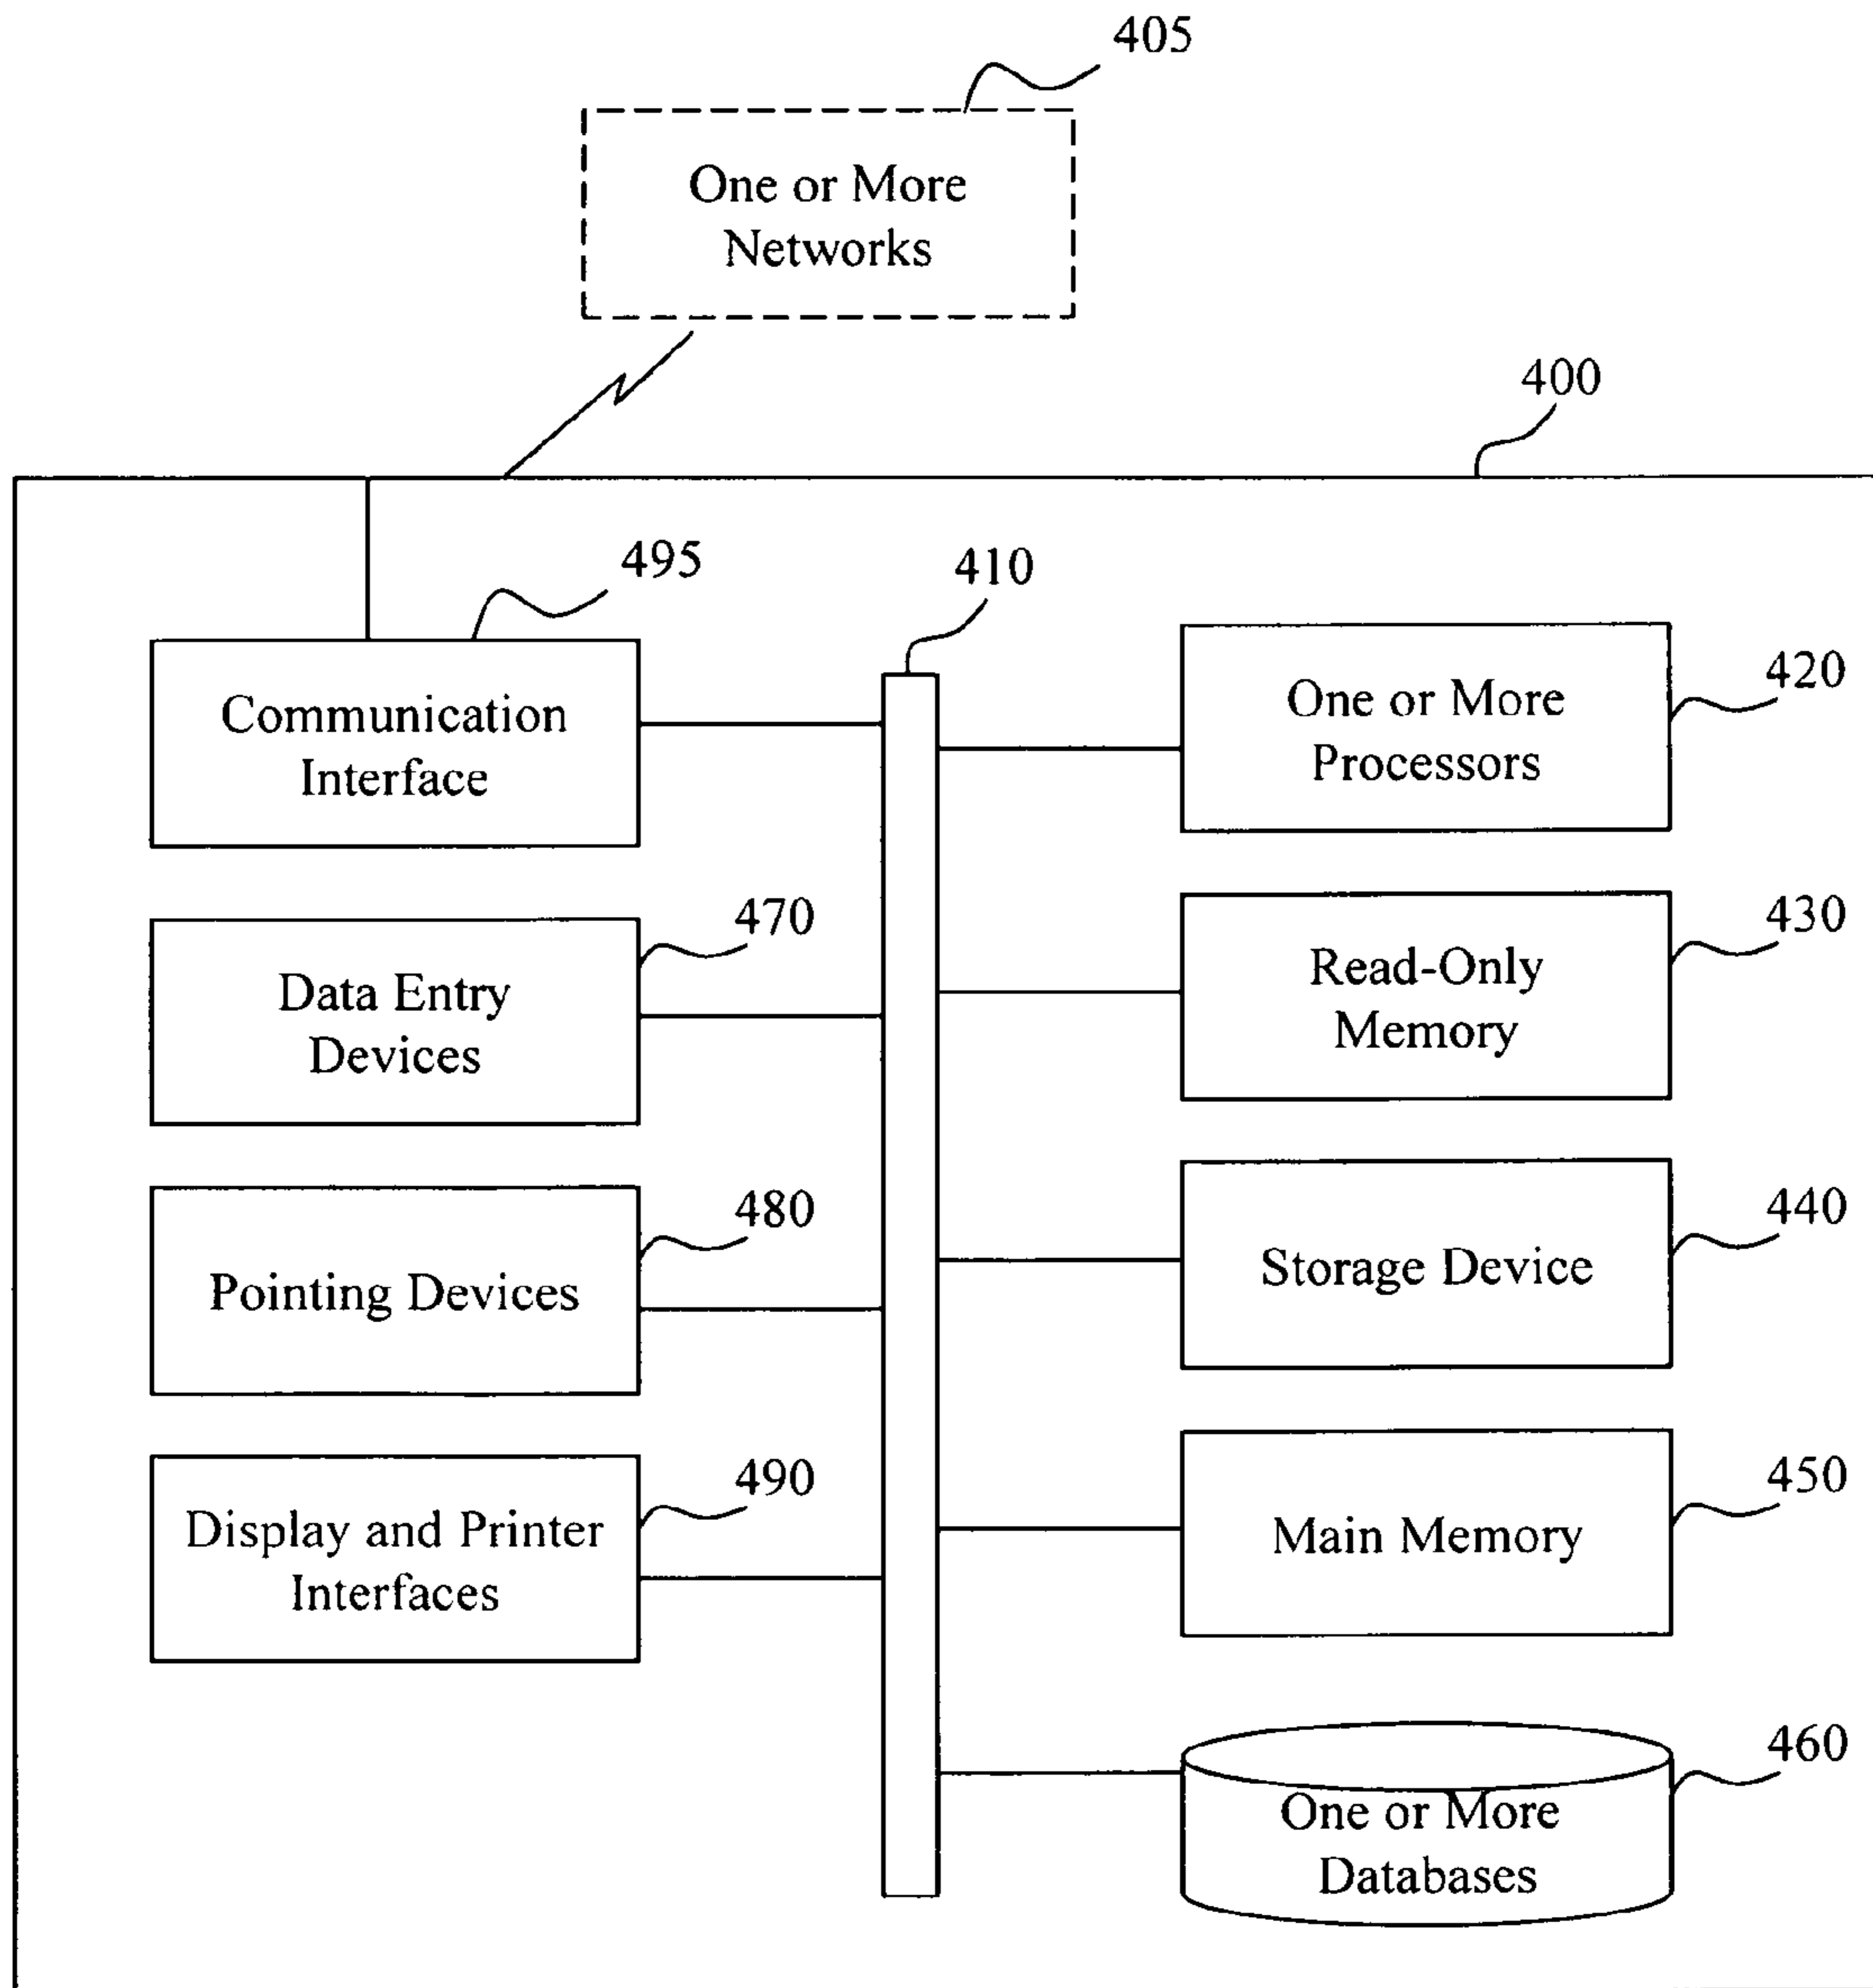 405
One or More
Networks
400
495
410
Communication
Interface
One or More
Processors
420
470
Data Entry
Devices
430
Read-Only
Memory
480
Pointing Devices
440
Storage Device
490
Display and Printer
Interfaces
450
Main Memory
460
One or More
Databases